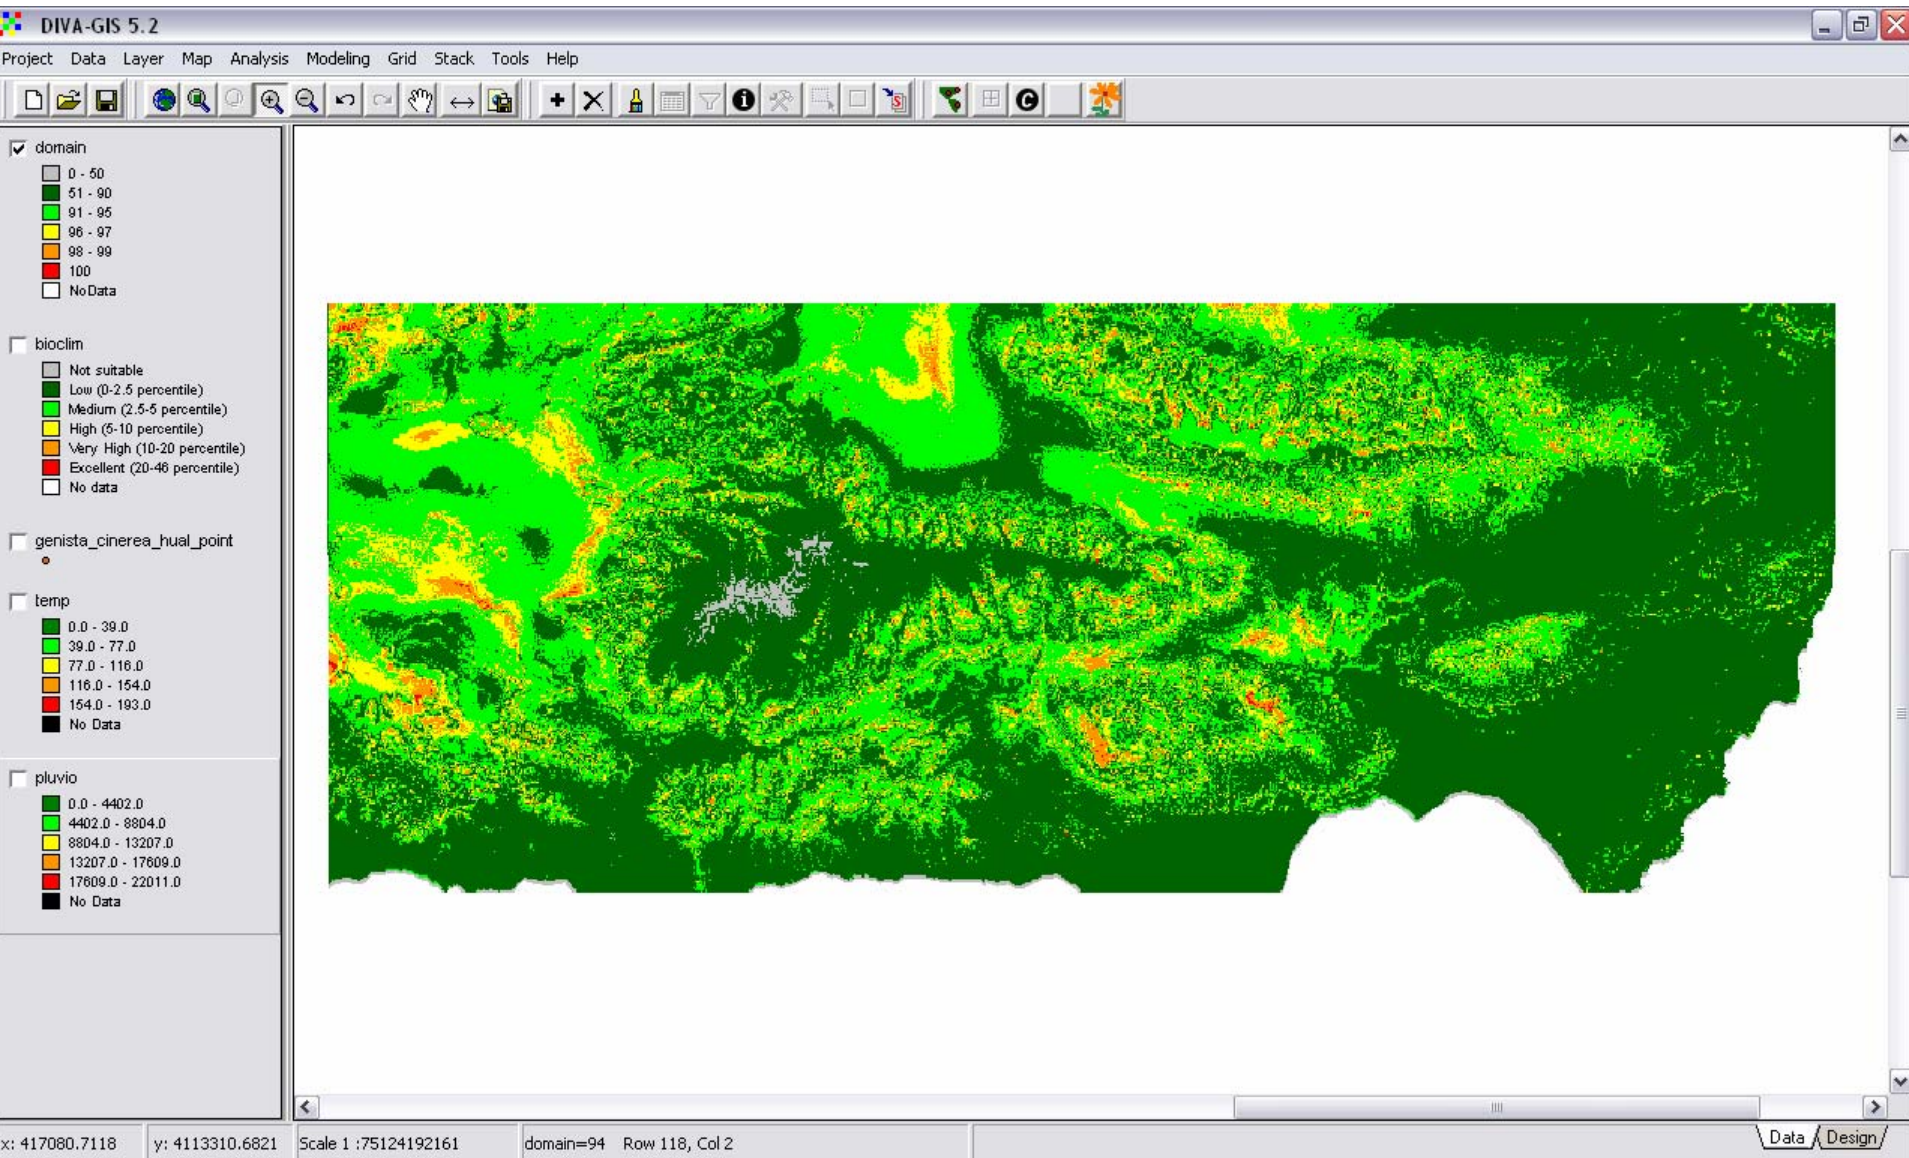 DIVA-GIS 5.2
Project Data Layer Map Analysis Modeling Grid Stack Tools Help
domain
0 - 50
51 - 90
91 - 95
96 - 97
98 - 99
100
NoData
bioclim
Not suitable
Low (0-2.5 percentile)
Medium (2.5-5 percentile)
High (5-10 percentile)
Very High (10-20 percentile)
Excellent (20-46 percentile)
No data
genista_cinerea_hual_point
temp
0.0 - 39.0
39.0 - 77.0
77.0 - 116.0
116.0 - 154.0
154.0 - 193.0
No Data
pluvio
0.0 - 4402.0
4402.0 - 8804.0
8804.0 - 13207.0
13207.0 - 17609.0
17609.0 - 22011.0
No Data
x: 417080.7118 y: 4113310.6821 Scale 1 :75124192161 domain=94 Row 118, Col 2 Data Design